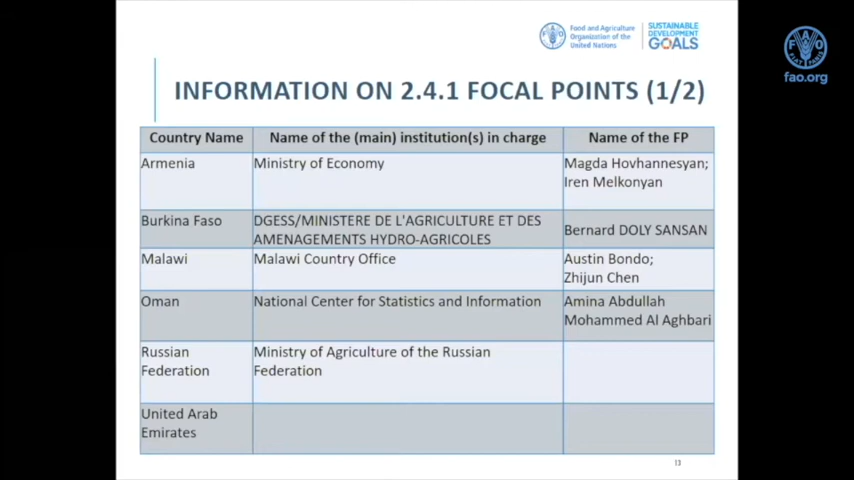 Food and Agriculture
Organization of the
United Nations
SUSTAINABLE
DEVELOPMENT
GOALS
FAO
FIAT PANIS
fao.org
INFORMATION ON 2.4.1 FOCAL POINTS (1/2)
Country Name
Name of the (main) institution(s) in charge
Name of the FP
Armenia
Ministry of Economy
Magda Hovhannesyan;
Iren Melkonyan
Burkina Faso
DGESS/MINISTERE DE L'AGRICULTURE ET DES
AMENAGEMENTS HYDRO-AGRICOLES
Bernard DOLY SANSAN
Malawi
Malawi Country Office
Austin Bondo;
Zhijun Chen
Oman
National Center for Statistics and Information
Amina Abdullah
Mohammed Al Aghbari
Russian
Federation
Ministry of Agriculture of the Russian
Federation
United Arab
Emirates
13